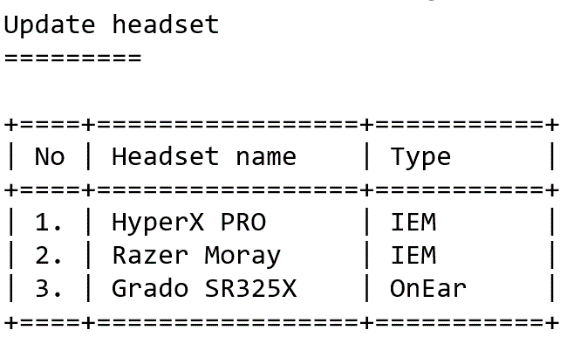 Update headset
=========
+====+=================+===========+
| No | Headset name    | Type      |
+====+=================+===========+
| 1. | HyperX PRO      | IEM       |
| 2. | Razer Moray     | IEM       |
| 3. | Grado SR325X    | OnEar     |
+====+=================+===========+